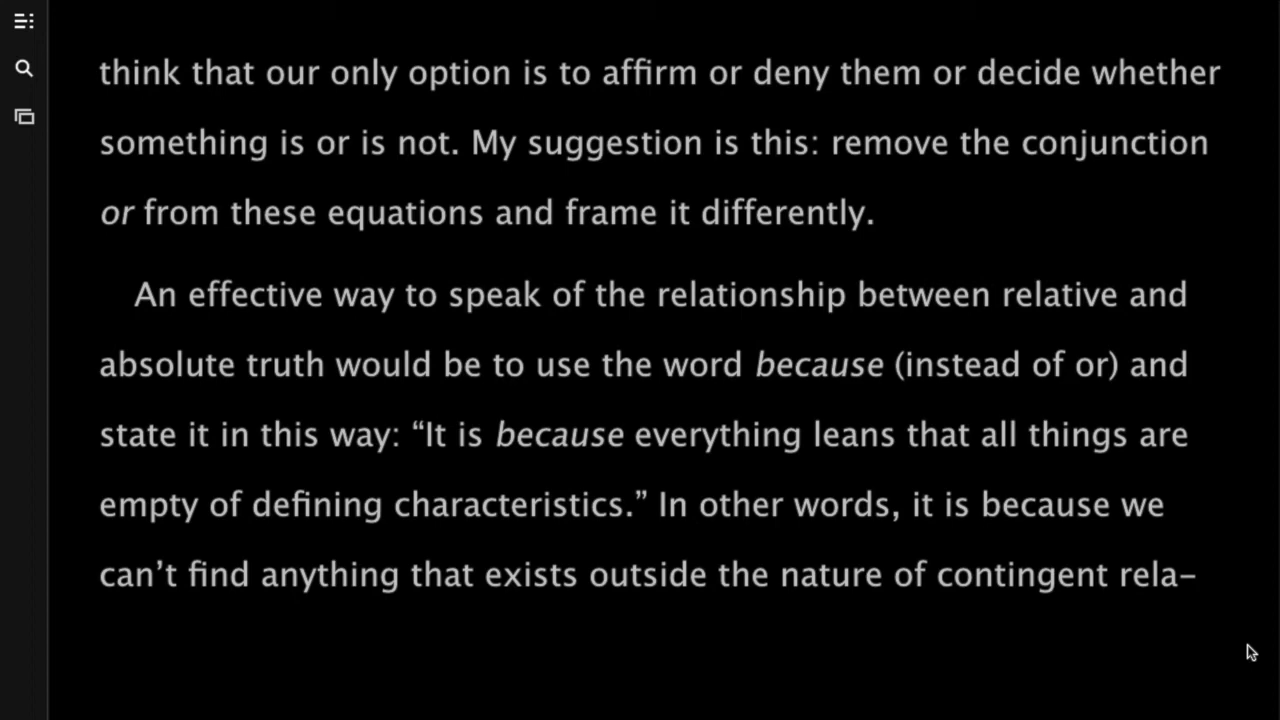 think that our only option is to affirm or deny them or decide whether
something is or is not. My suggestion is this: remove the conjunction
or from these equations and frame it differently.
An effective way to speak of the relationship between relative and
absolute truth would be to use the word because (instead of or) and
state it in this way: “It is because everything leans that all things are
empty of defining characteristics.” In other words, it is because we
can’t find anything that exists outside the nature of contingent rela-